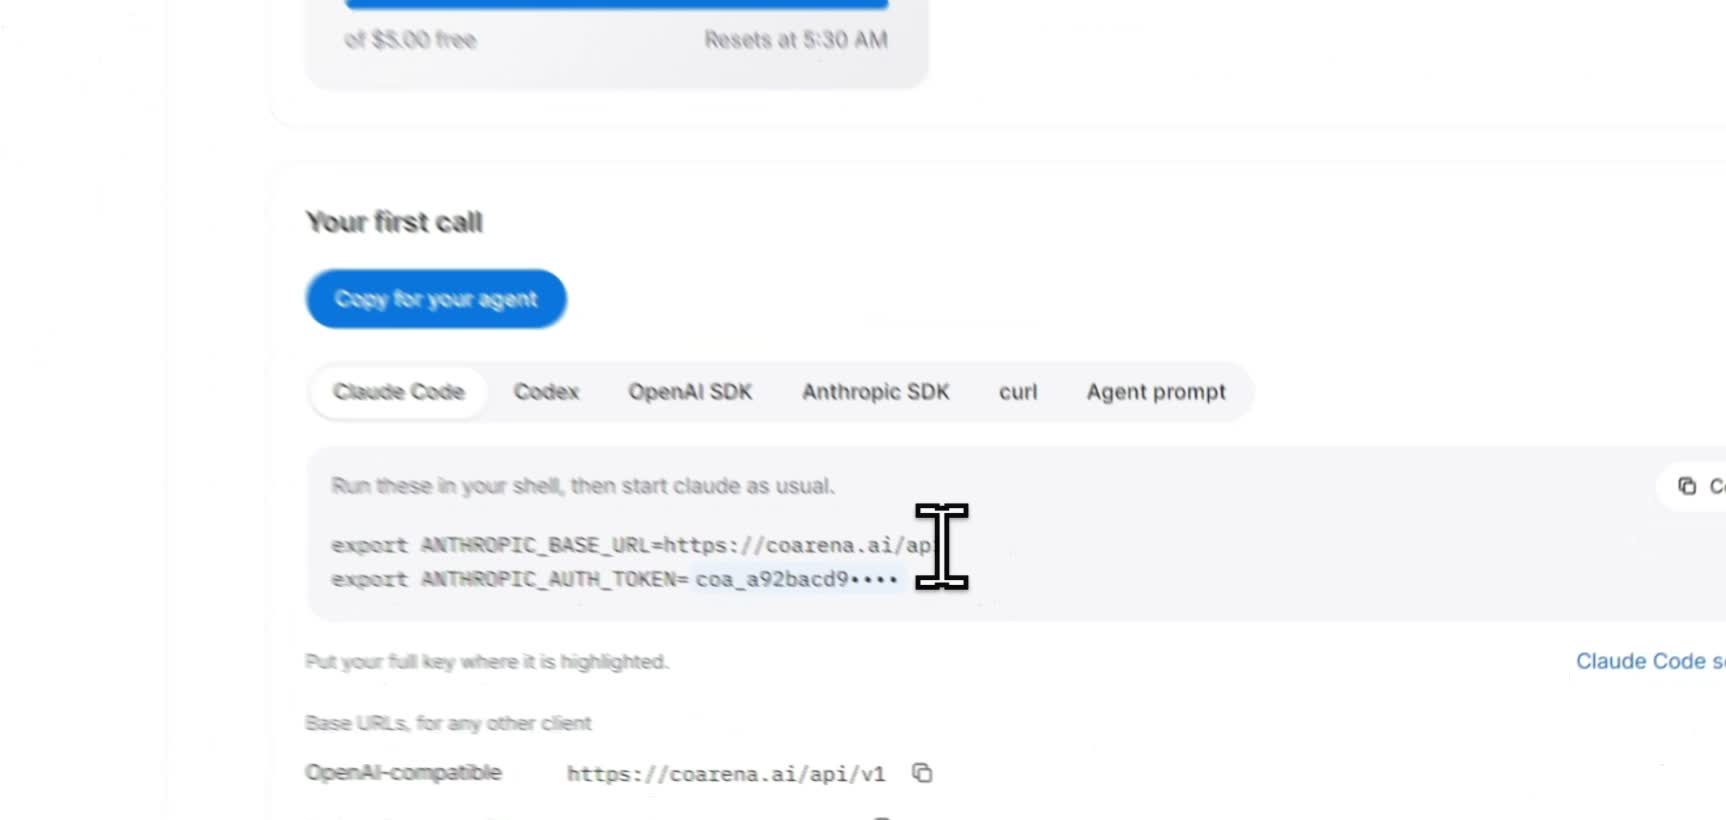 of $5.00 free
Resets at 5:30 AM
Your first call
Copy for your agent
Claude Code
Codex
OpenAI SDK
Anthropic SDK
curl
Agent prompt
Run these in your shell, then start claude as usual.
export ANTHROPIC_BASE_URL=https://coarena.ai/ap
export ANTHROPIC_AUTH_TOKEN= coa_a92bacd9••••
Put your full key where it is highlighted.
Claude Code
Base URLs, for any other client
OpenAI-compatible
https://coarena.ai/api/v1